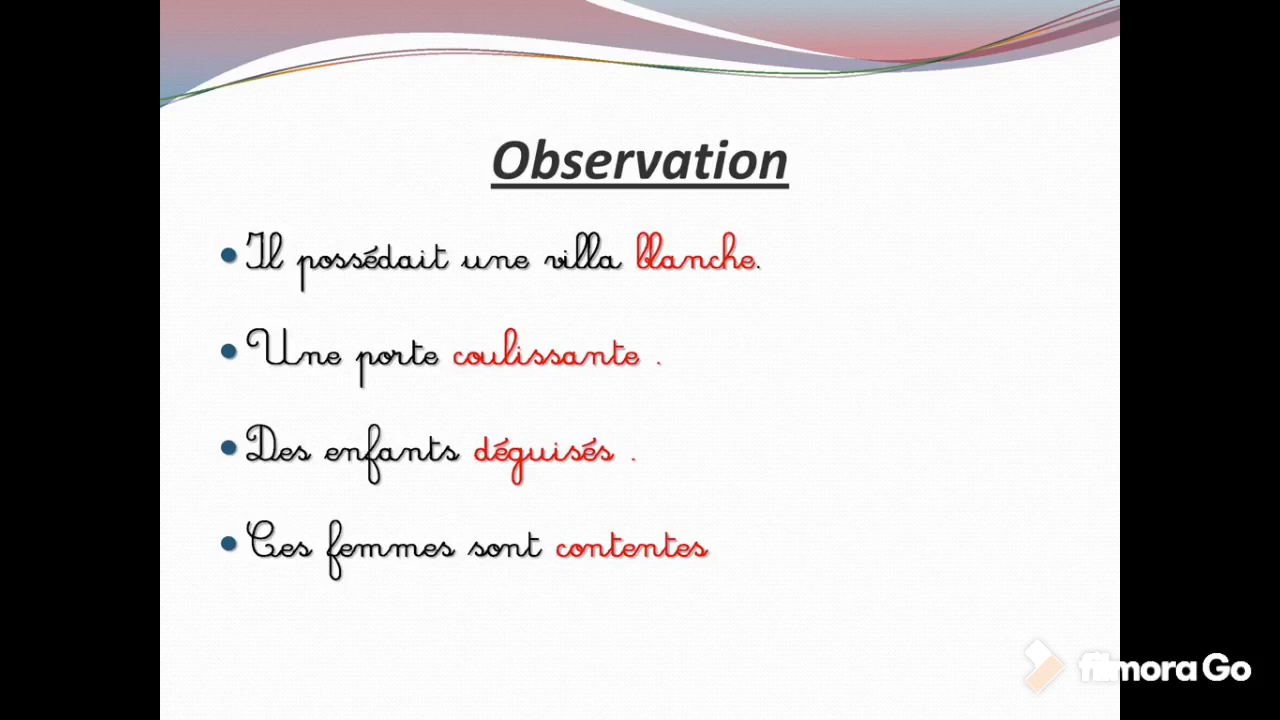 Observation
• Il possédait une villa blanche.
• Une porte coulissante .
• Des enfants déguisés .
• Ces femmes sont contentes
filmora Go